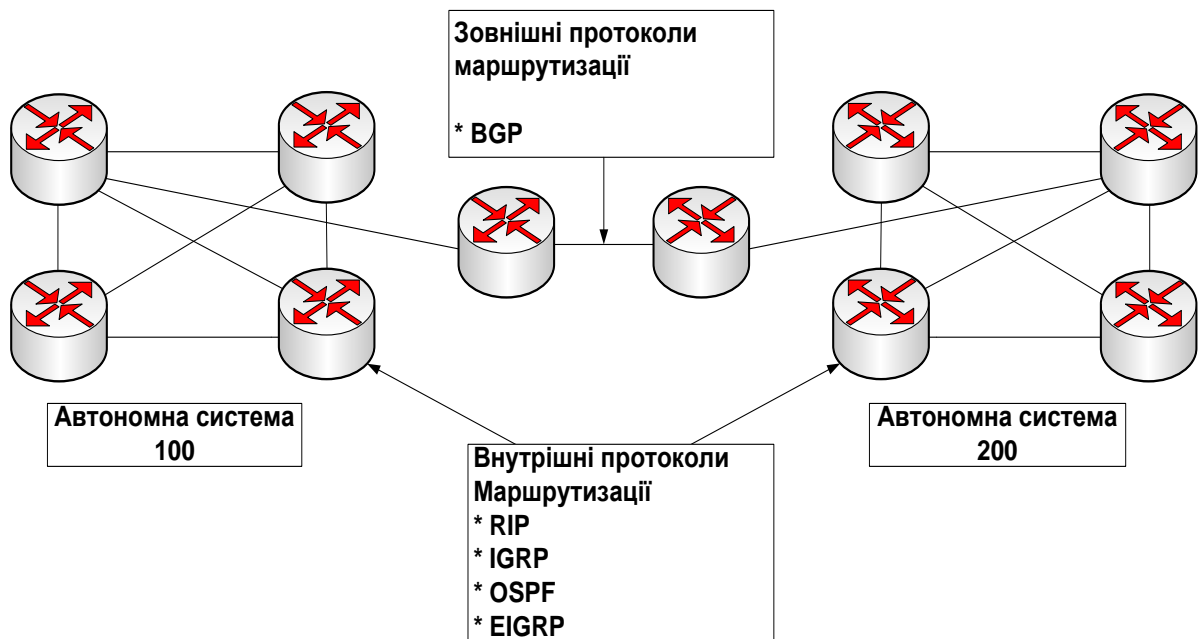 Зовнішні протоколи
маршрутизації
* BGP
Автономна система
100
Автономна система
200
Внутрішні протоколи
Маршрутизації
* RIP
* IGRP
* OSPF
* EIGRP